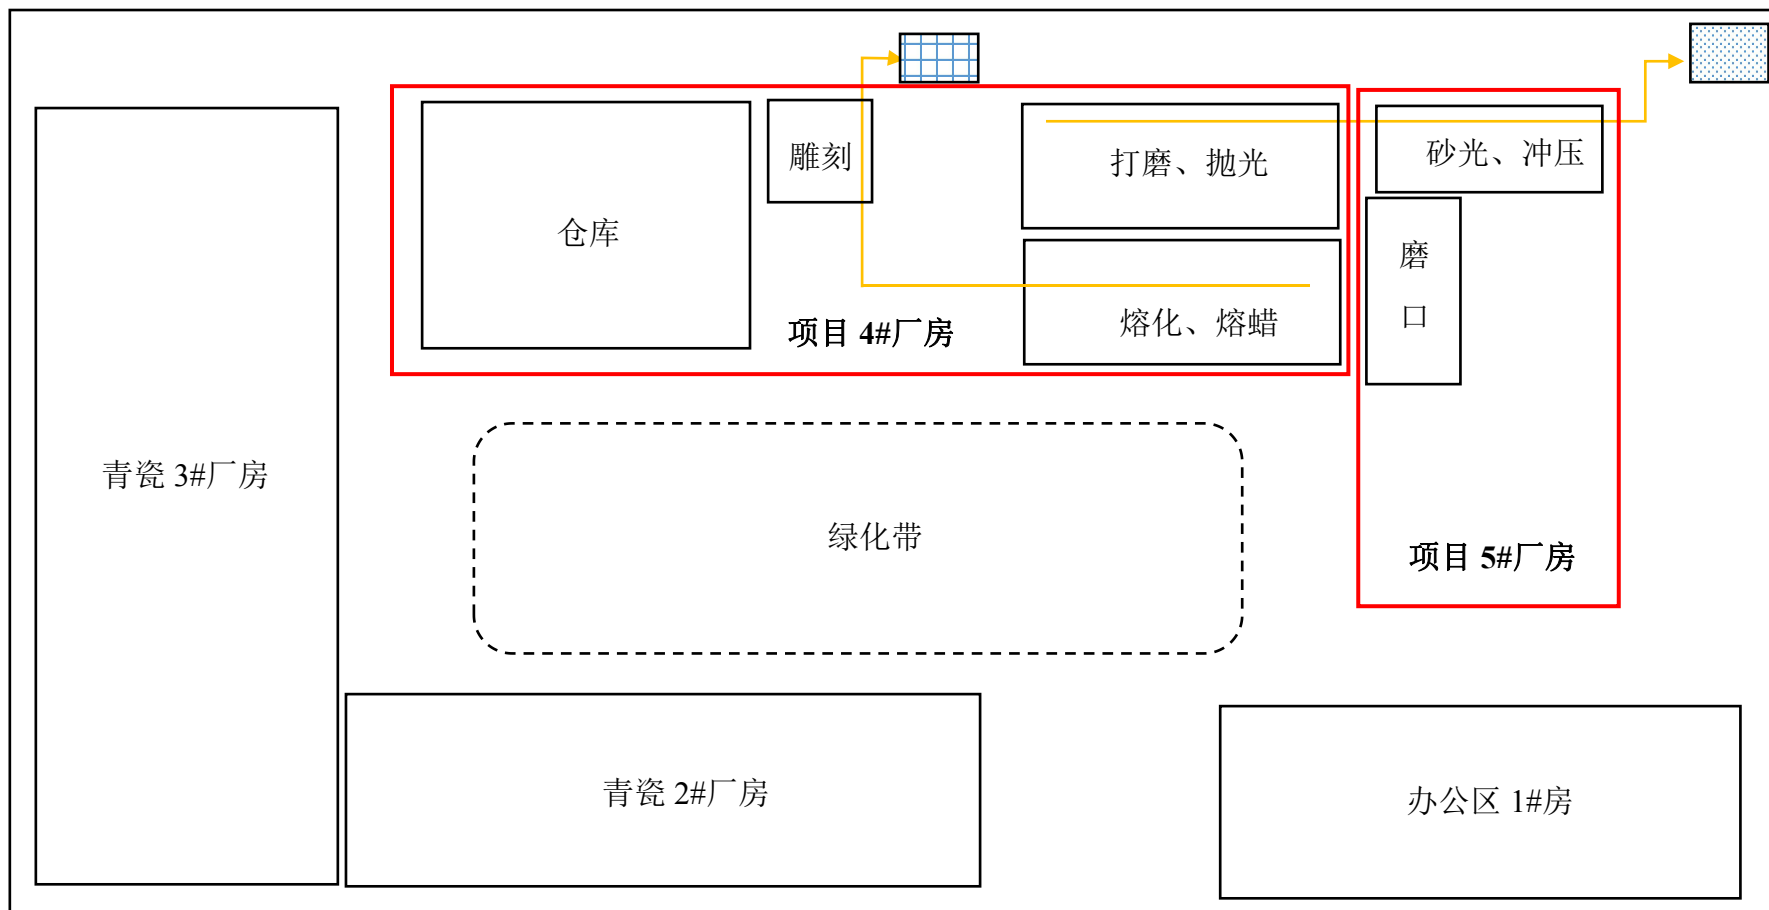 雕刻
打磨、抛光
砂光、冲压
仓库
磨
口
熔化、熔蜡
项目 4#厂房
青瓷 3#厂房
绿化带
项目 5#厂房
青瓷 2#厂房
办公区 1#房